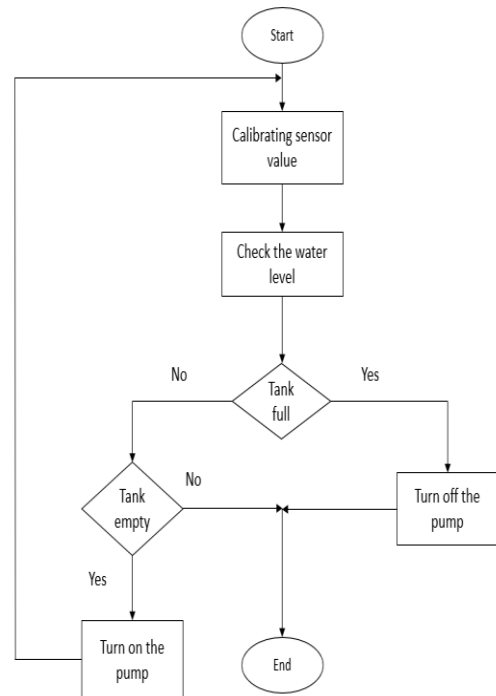 Start
Calibrating sensor
value
Check the water
level
No
Yes
Tank
full
Tank
empty
No
Turn off the
pump
Yes
Turn on the
pump
End